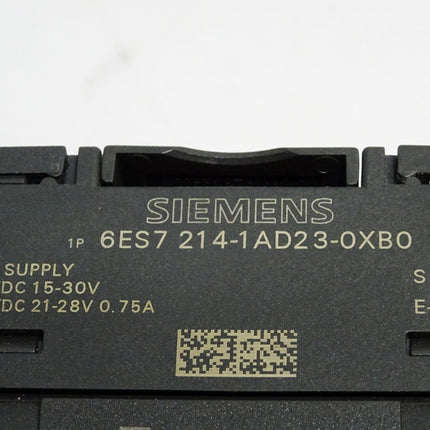 SIEMENS
1P 6ES7 214-1AD23-0XB0
SUPPLY
DC 15-30V
DC 21-28V 0.75A
S
E-